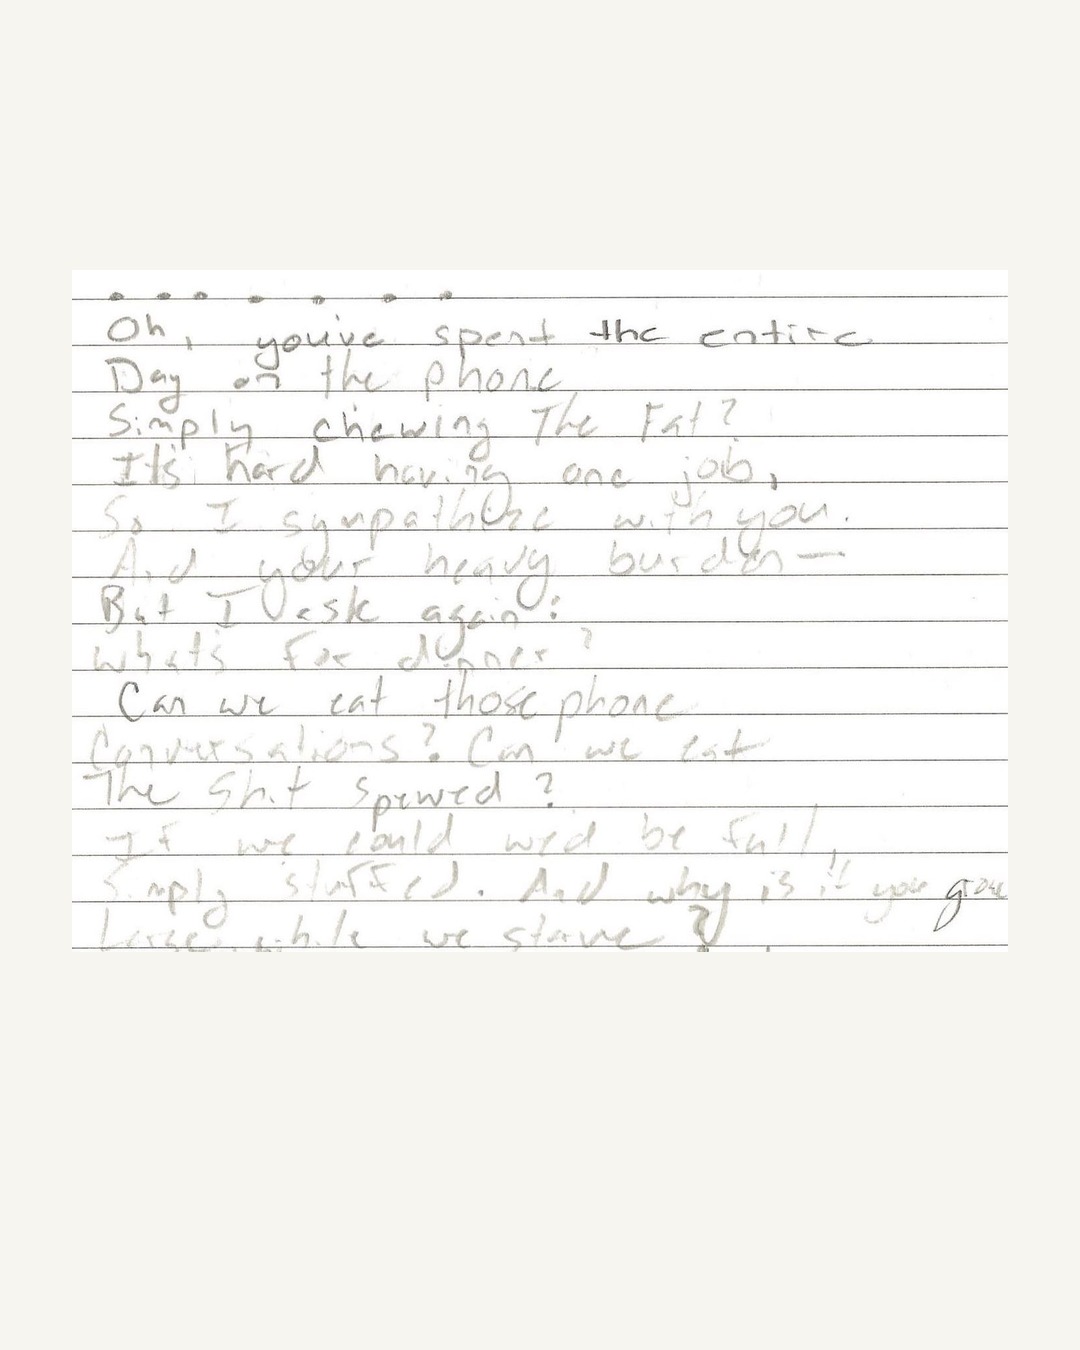 Oh, you've spent the entire
Day on the phone
Simply chewing The Fat?
It's hard having one job,
So I sympathize with you.
And your heavy burden—
But I ask again:
What's For dinner?
Can we eat those phone
Conversations? Can we eat
The Shit spewed?
If we could we'd be full,
Simply stuffed. And why is it you grow
while we starve?